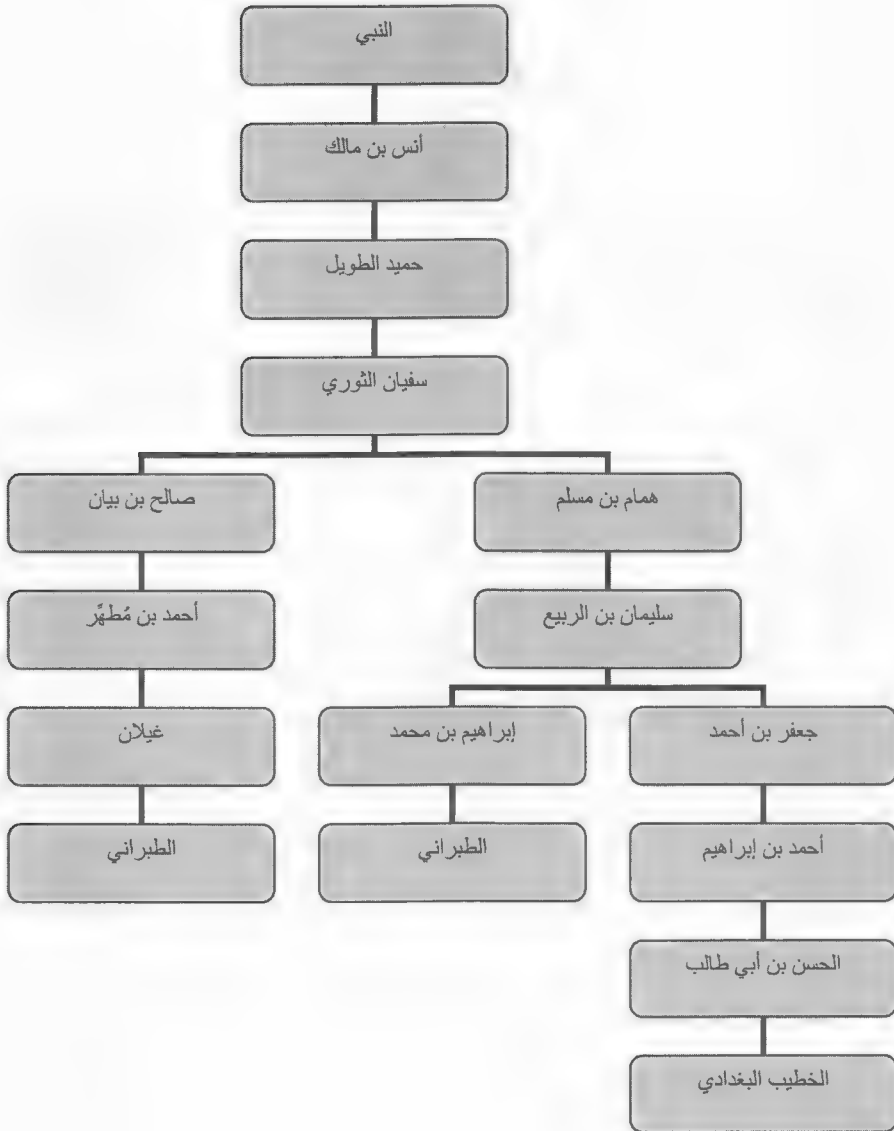 النبي
أنس بن مالك
حميد الطويل
سفيان الثوري
همام بن مسلم
صالح بن بيان
سليمان بن الربيع
أحمد بن مُطهَّر
جعفر بن أحمد
إبراهيم بن محمد
غيلان
أحمد بن إبراهيم
الطبراني
الطبراني
الحسن بن أبي طالب
الخطيب البغدادي